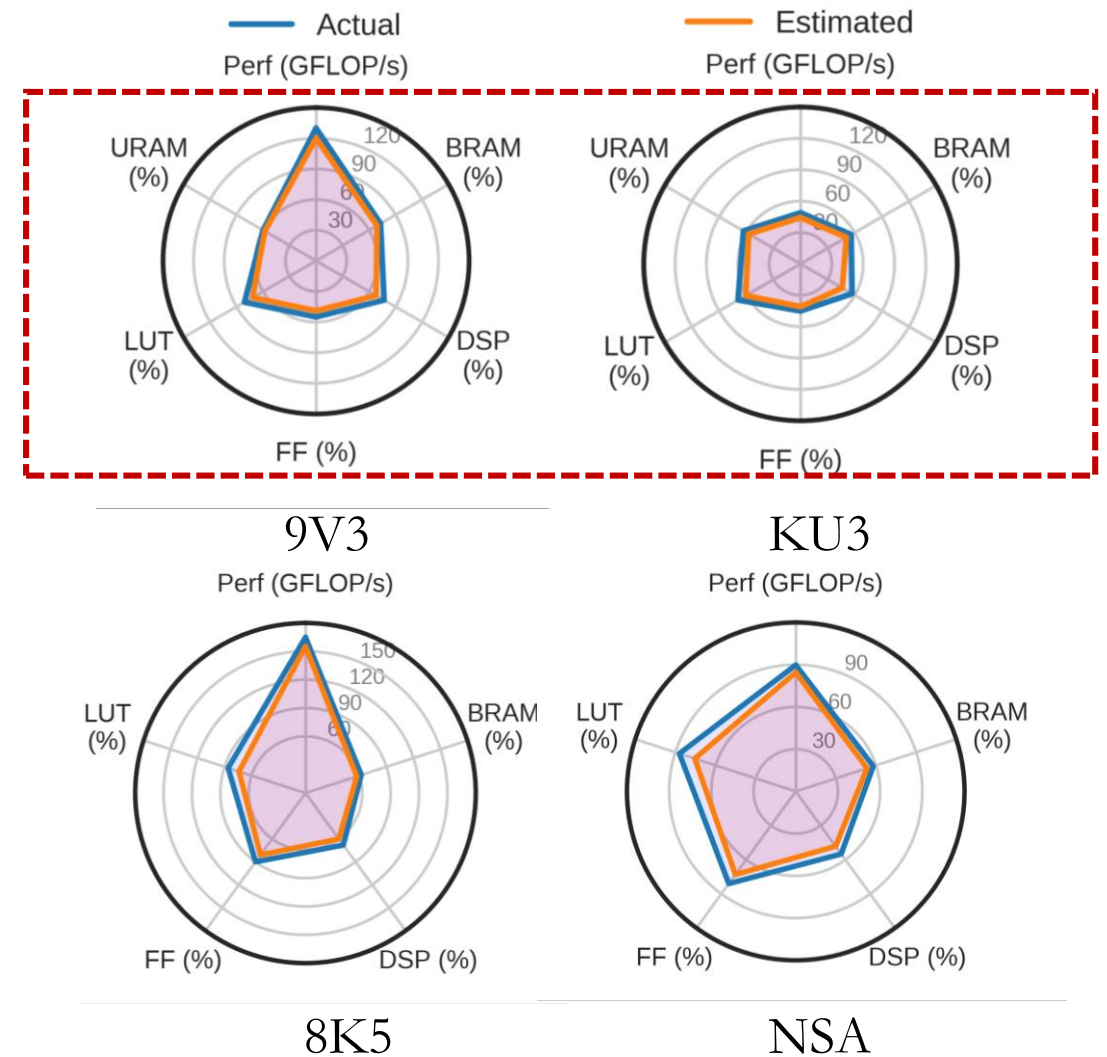 Actual
Estimated
Perf (GFLOP/s)
Perf (GFLOP/s)
URAM
(%)
120
90
60
30
BRAM
(%)
LUT
(%)
DSP
(%)
FF (%)
URAM
(%)
120
90
60
30
BRAM
(%)
LUT
(%)
DSP
(%)
FF (%)
9V3
KU3
Perf (GFLOP/s)
Perf (GFLOP/s)
150
120
90
60
LUT
(%)
BRAM
(%)
FF (%)
DSP (%)
90
60
30
LUT
(%)
BRAM
(%)
FF (%)
DSP (%)
8K5
NSA